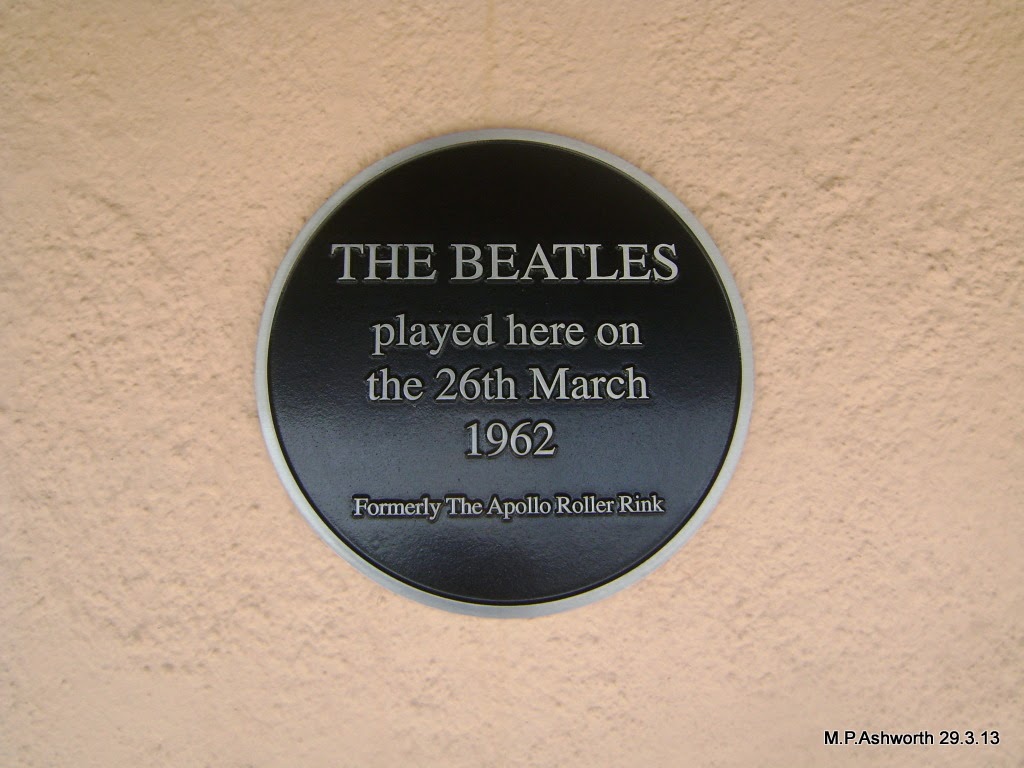 THE BEATLES
played here on
the 26th March
1962
Formerly The Apollo Roller Rink
M.P.Ashworth 29.3.13